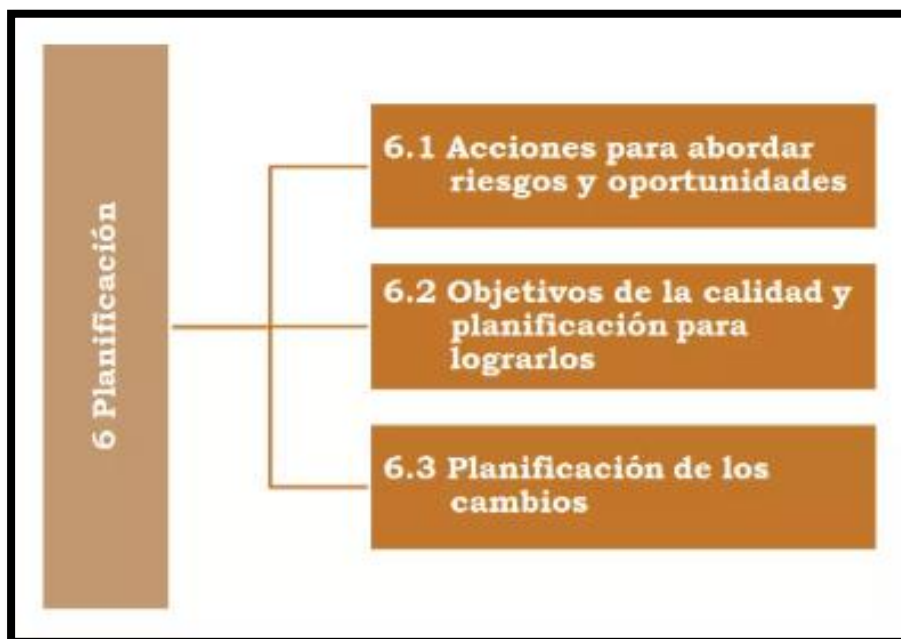 6 Planificación
6.1 Acciones para abordar
riesgos y oportunidades
6.2 Objetivos de la calidad y
planificación para
lograrlos
6.3 Planificación de los
cambios